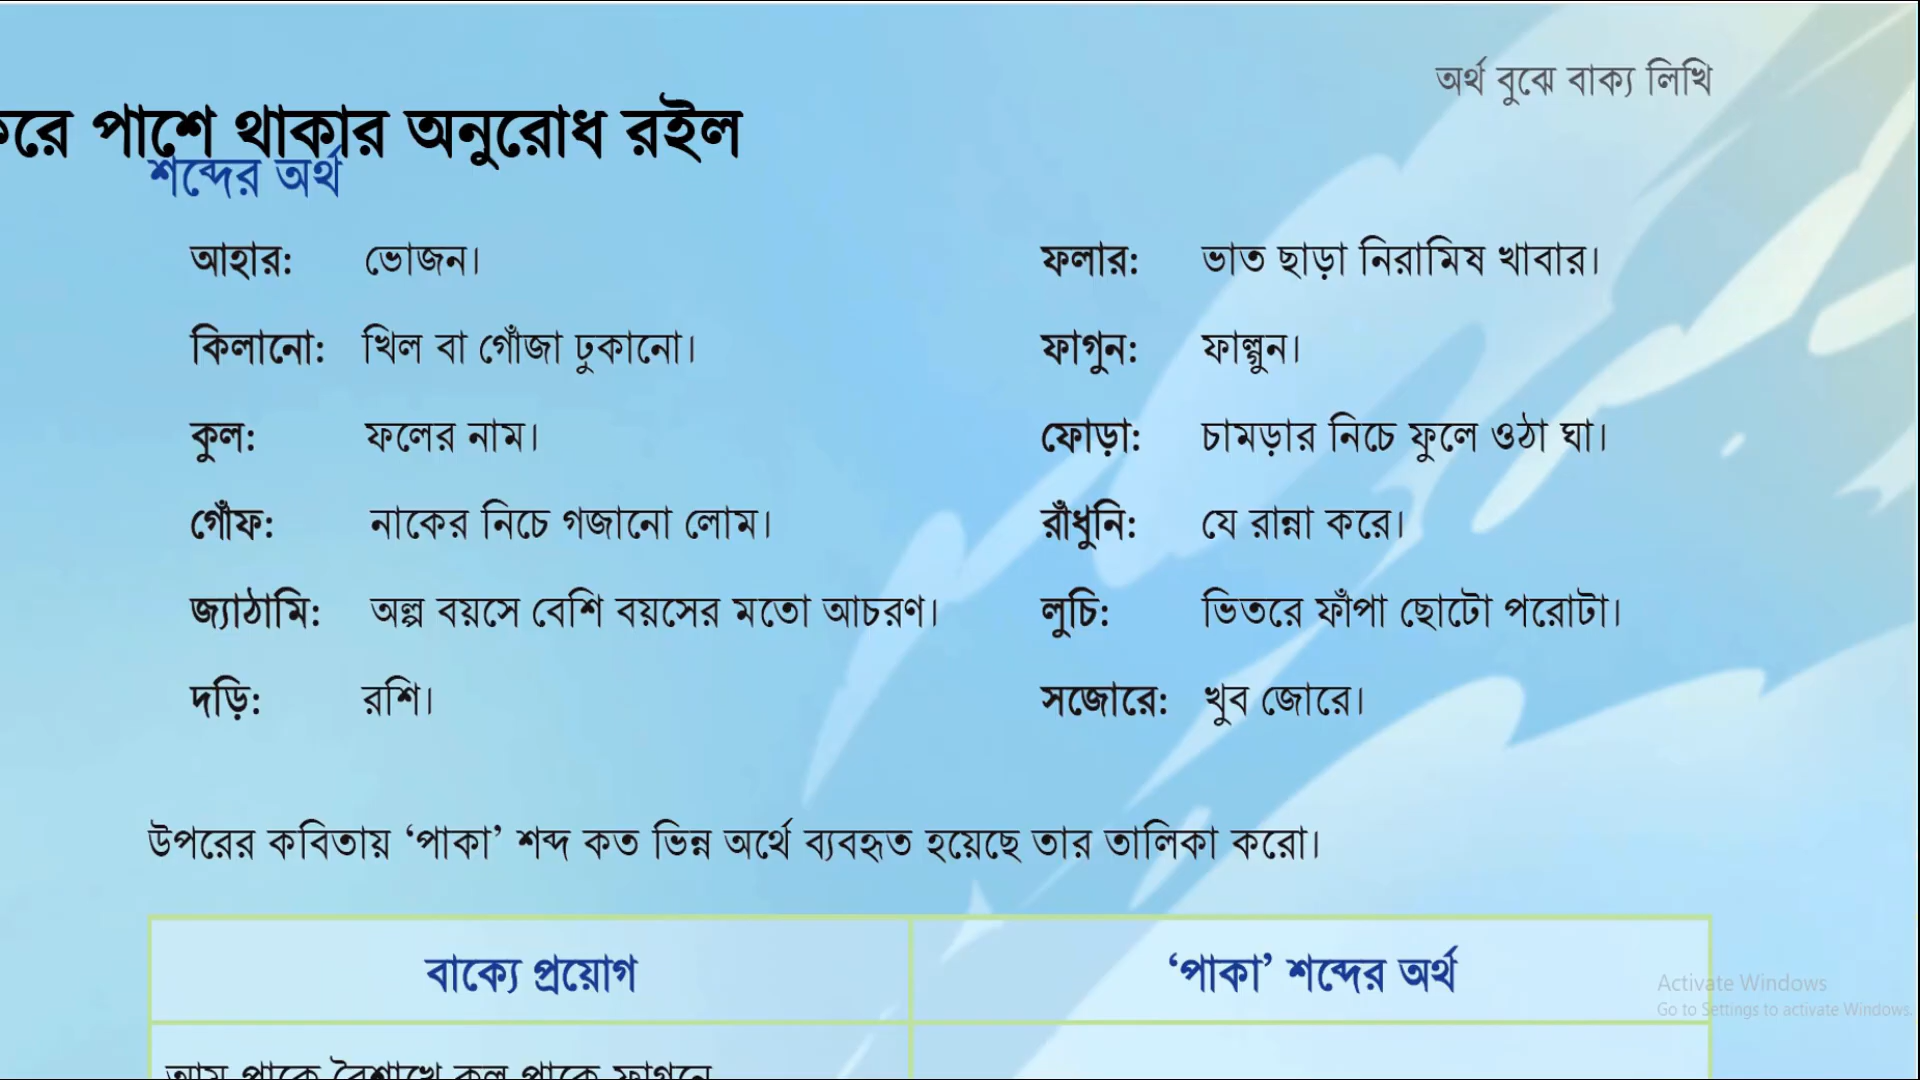 অর্থ বুঝে বাক্য লিখি
করে পাশে থাকার অনুরোধ রইল
শব্দের অর্থ
আহার: ভোজন।
কিলানো: খিল বা গোঁজা ঢুকানো।
কুল: ফলের নাম।
গোঁফ: নাকের নিচে গজানো লোম।
জ্যাঠামি: অল্প বয়সে বেশি বয়সের মতো আচরণ।
দড়ি: রশি।
ফলার: ভাত ছাড়া নিরামিষ খাবার।
ফাগুন: ফাল্গুন।
ফোড়া: চামড়ার নিচে ফুলে ওঠা ঘা।
রাঁধুনি: যে রান্না করে।
লুচি: ভিতরে ফাঁপা ছোটো পরোটা।
সজোরে: খুব জোরে।
উপরের কবিতায় ‘পাকা’ শব্দ কত ভিন্ন অর্থে ব্যবহৃত হয়েছে তার তালিকা করো।
বাক্যে প্রয়োগ
‘পাকা’ শব্দের অর্থ
আম পাকে বৈশাখে কুল পাকে ফাগুনে
Activate Windows
Go to Settings to activate Windows.